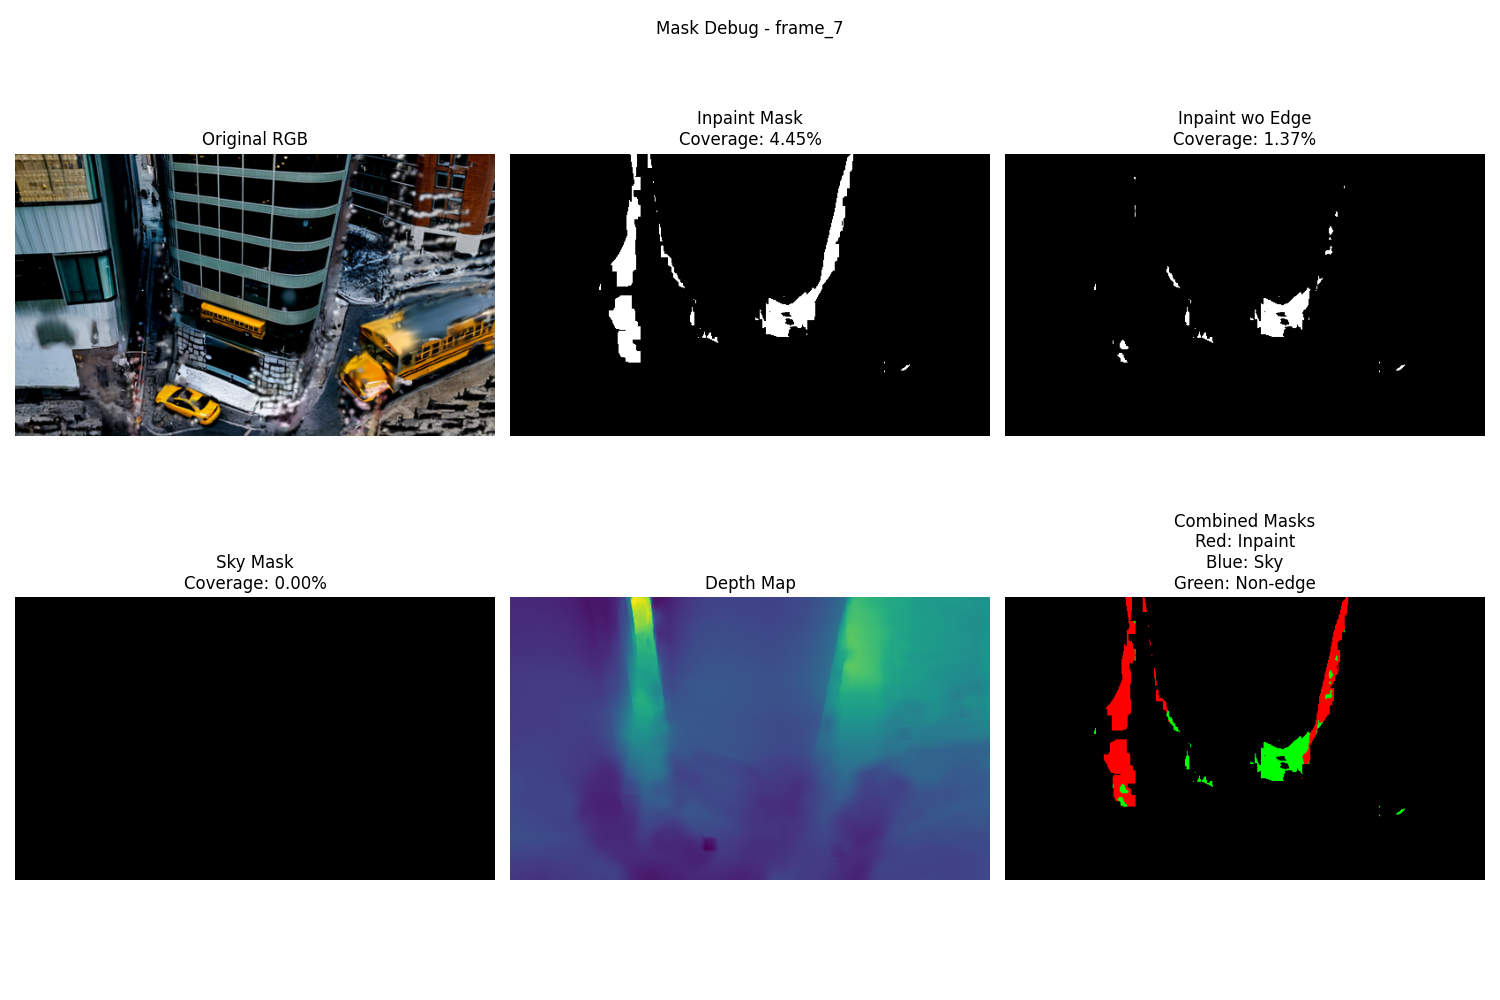 Mask Debug - frame_7
Original RGB
Inpaint Mask
Coverage: 4.45%
Inpaint wo Edge
Coverage: 1.37%
Sky Mask
Coverage: 0.00%
Depth Map
Combined Masks
Red: Inpaint
Blue: Sky
Green: Non-edge